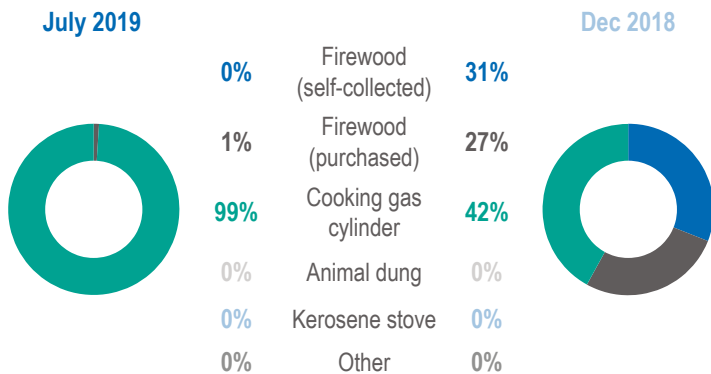 July 2019
Dec 2018
0%
Firewood
(self-collected)
31%
1%
Firewood
(purchased)
27%
99%
Cooking gas
cylinder
42%
0%
Animal dung
0%
0%
Kerosene stove
0%
0%
Other
0%